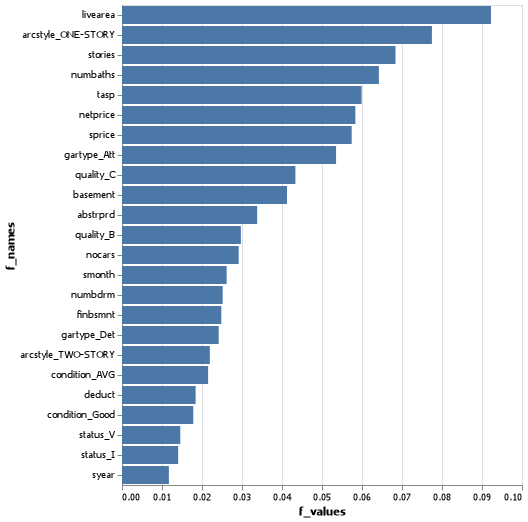 livearea
arcstyle_ONE-STORY
stories
numbaths
tasp
netprice
sprice
gartype_Att
quality_C
basement
abstrprd
quality_B
nocars
smonth
numbdrm
finbsmnt
gartype_Det
arcstyle_TWO-STORY
condition_AVG
deduct
condition_Good
status_V
status_I
syear
f_names
0.00 0.01 0.02 0.03 0.04 0.05 0.06 0.07 0.08 0.09 0.10
f_values